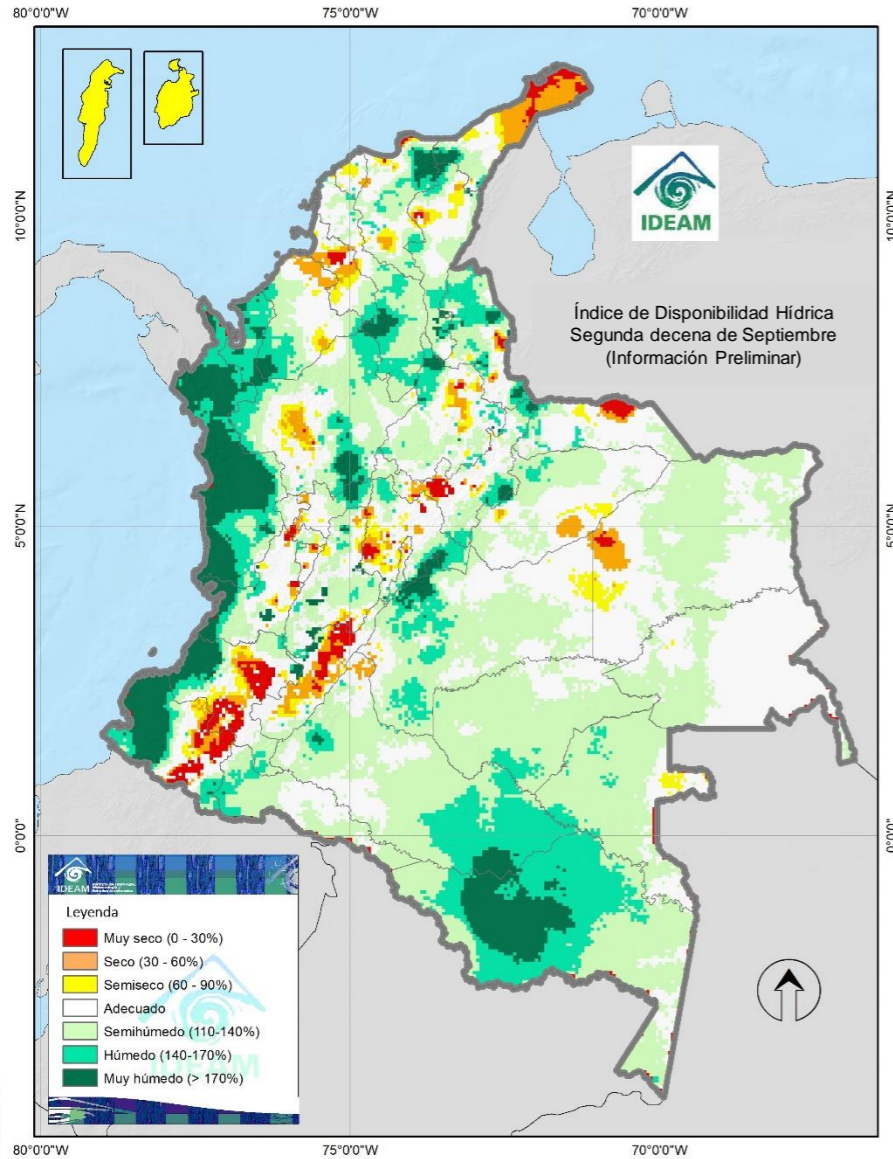 80°0'0"W
75°0'0"W
70°0'0"W
10°0'0"N
10°0'0"N
IDEAM
Índice de Disponibilidad Hídrica
Segunda decena de Septiembre
(Información Preliminar)
5°0'0"N
5°0'0"N
0°0'0"
0°0'0"
IDEAM
Leyenda
Muy seco (0 - 30%)
Seco (30 - 60%)
Semiseco (60 - 90%)
Adecuado
Semihúmedo (110-140%)
Húmedo (140-170%)
Muy húmedo (> 170%)
IDEAM
80°0'0"W
75°0'0"W
70°0'0"W